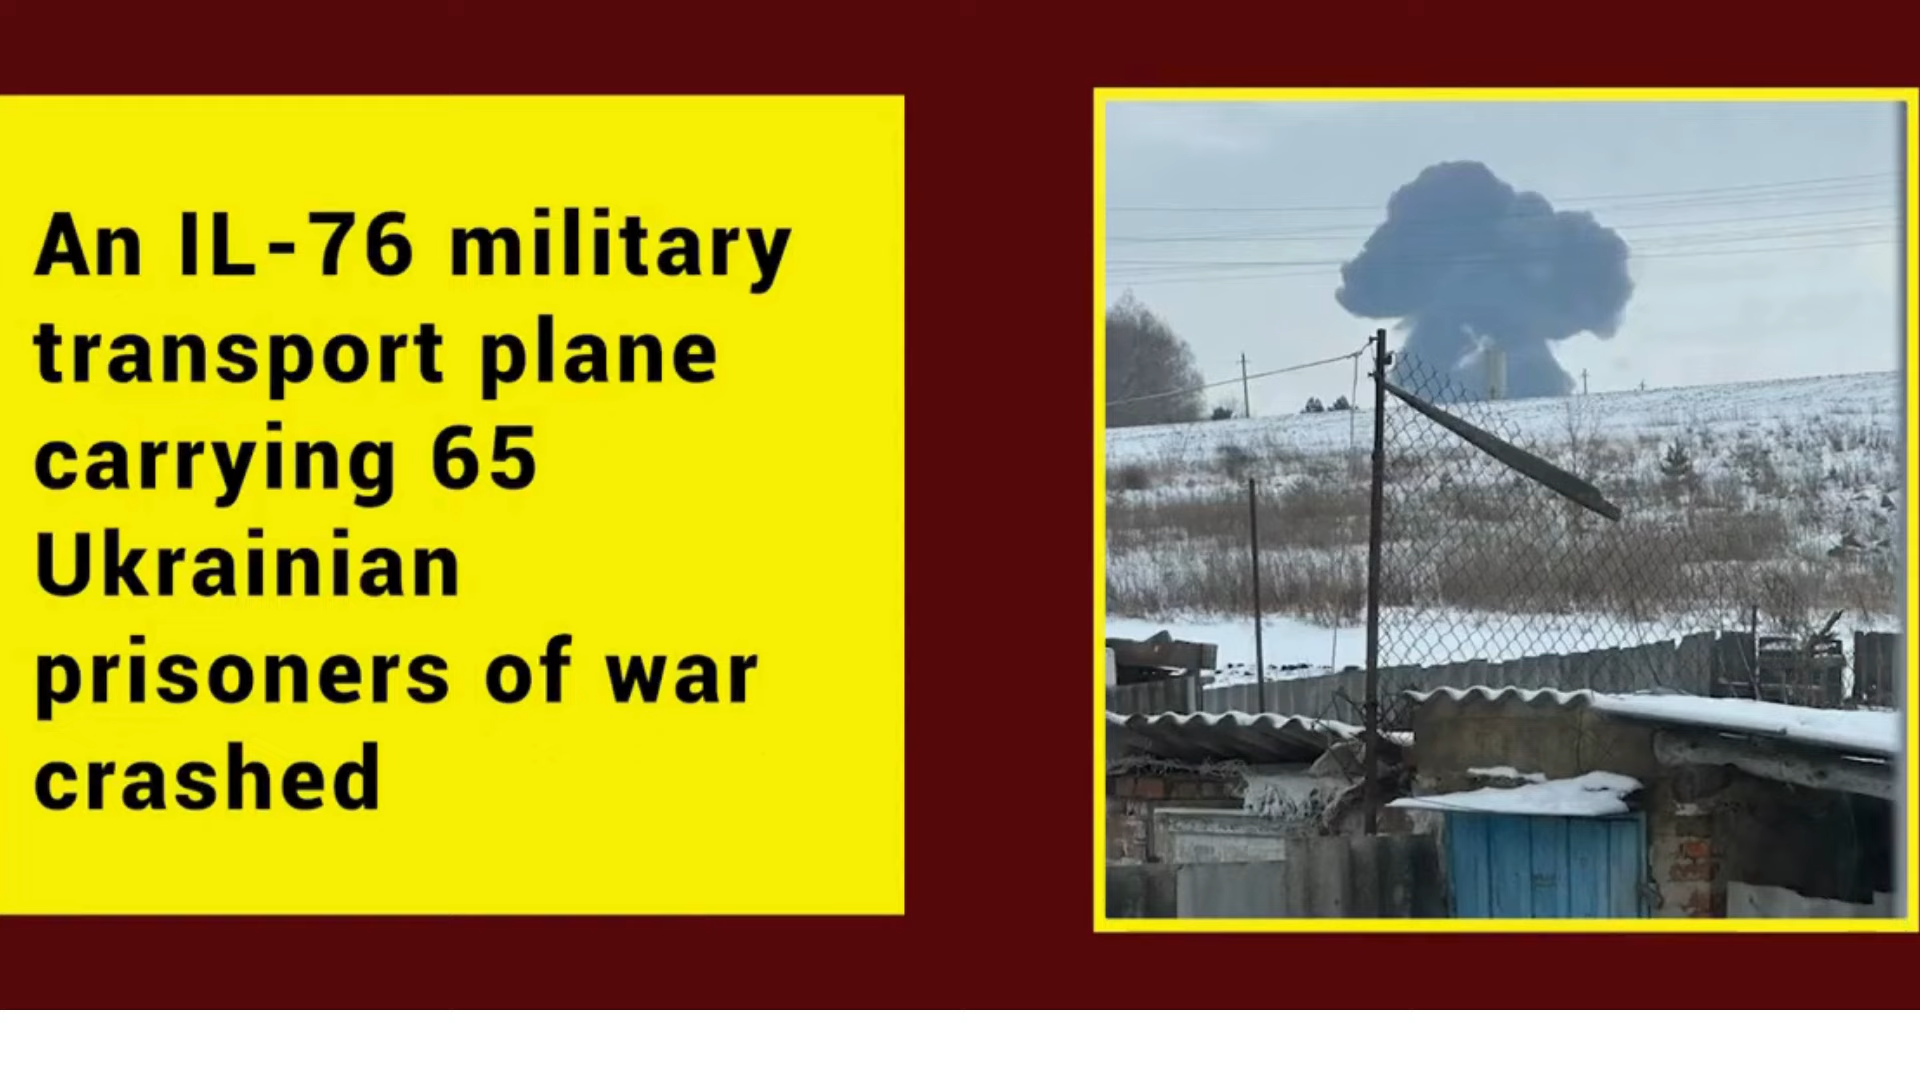 An IL-76 military
transport plane
carrying 65
Ukrainian
prisoners of war
crashed